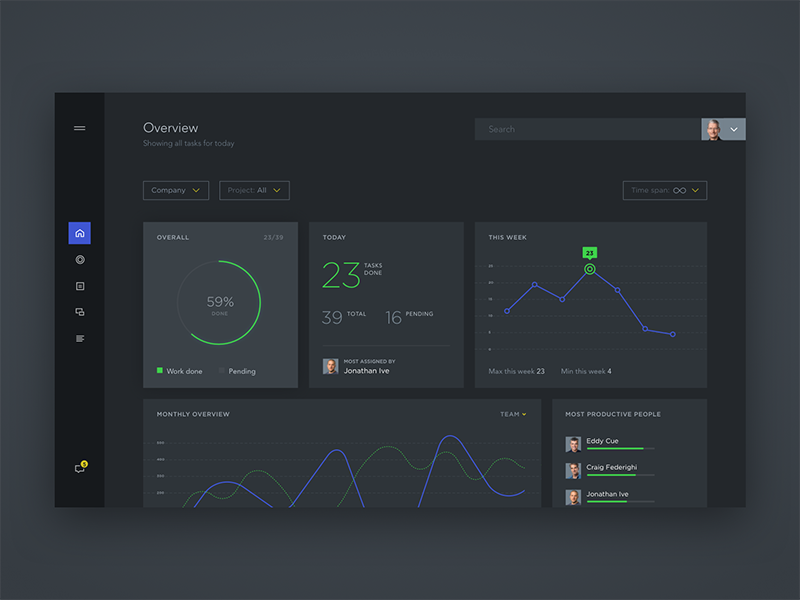 Overview
Showing all tasks for today
Search
Company
Project: All
Time span:
OVERALL
23/39
59%
DONE
Work done
Pending
TODAY
23
TASKS
DONE
39 TOTAL
16 PENDING
MOST ASSIGNED BY
Jonathan Ive
THIS WEEK
23
25
20
15
10
5
0
Max this week 23
Min this week 4
MONTHLY OVERVIEW
TEAM
MOST PRODUCTIVE PEOPLE
Eddy Cue
Craig Federighi
Jonathan Ive